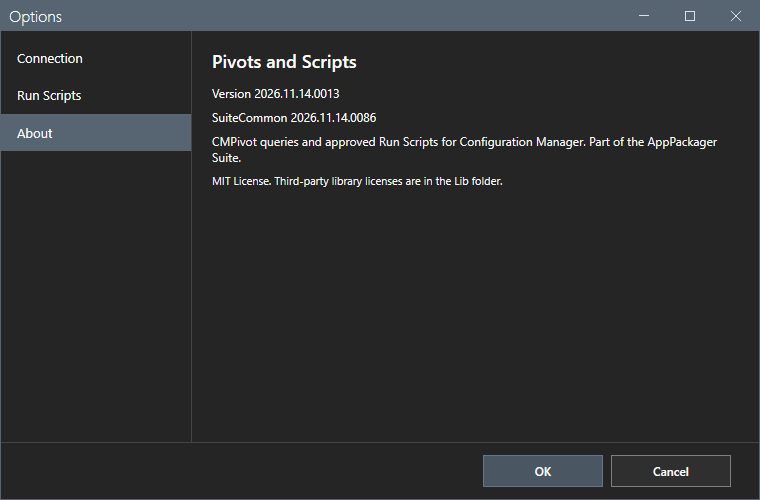 Options
Connection
Run Scripts
About
Pivots and Scripts
Version 2026.11.14.0013
SuiteCommon 2026.11.14.0086
CMPivot queries and approved Run Scripts for Configuration Manager. Part of the AppPackager
Suite.
MIT License. Third-party library licenses are in the Lib folder.
OK
Cancel